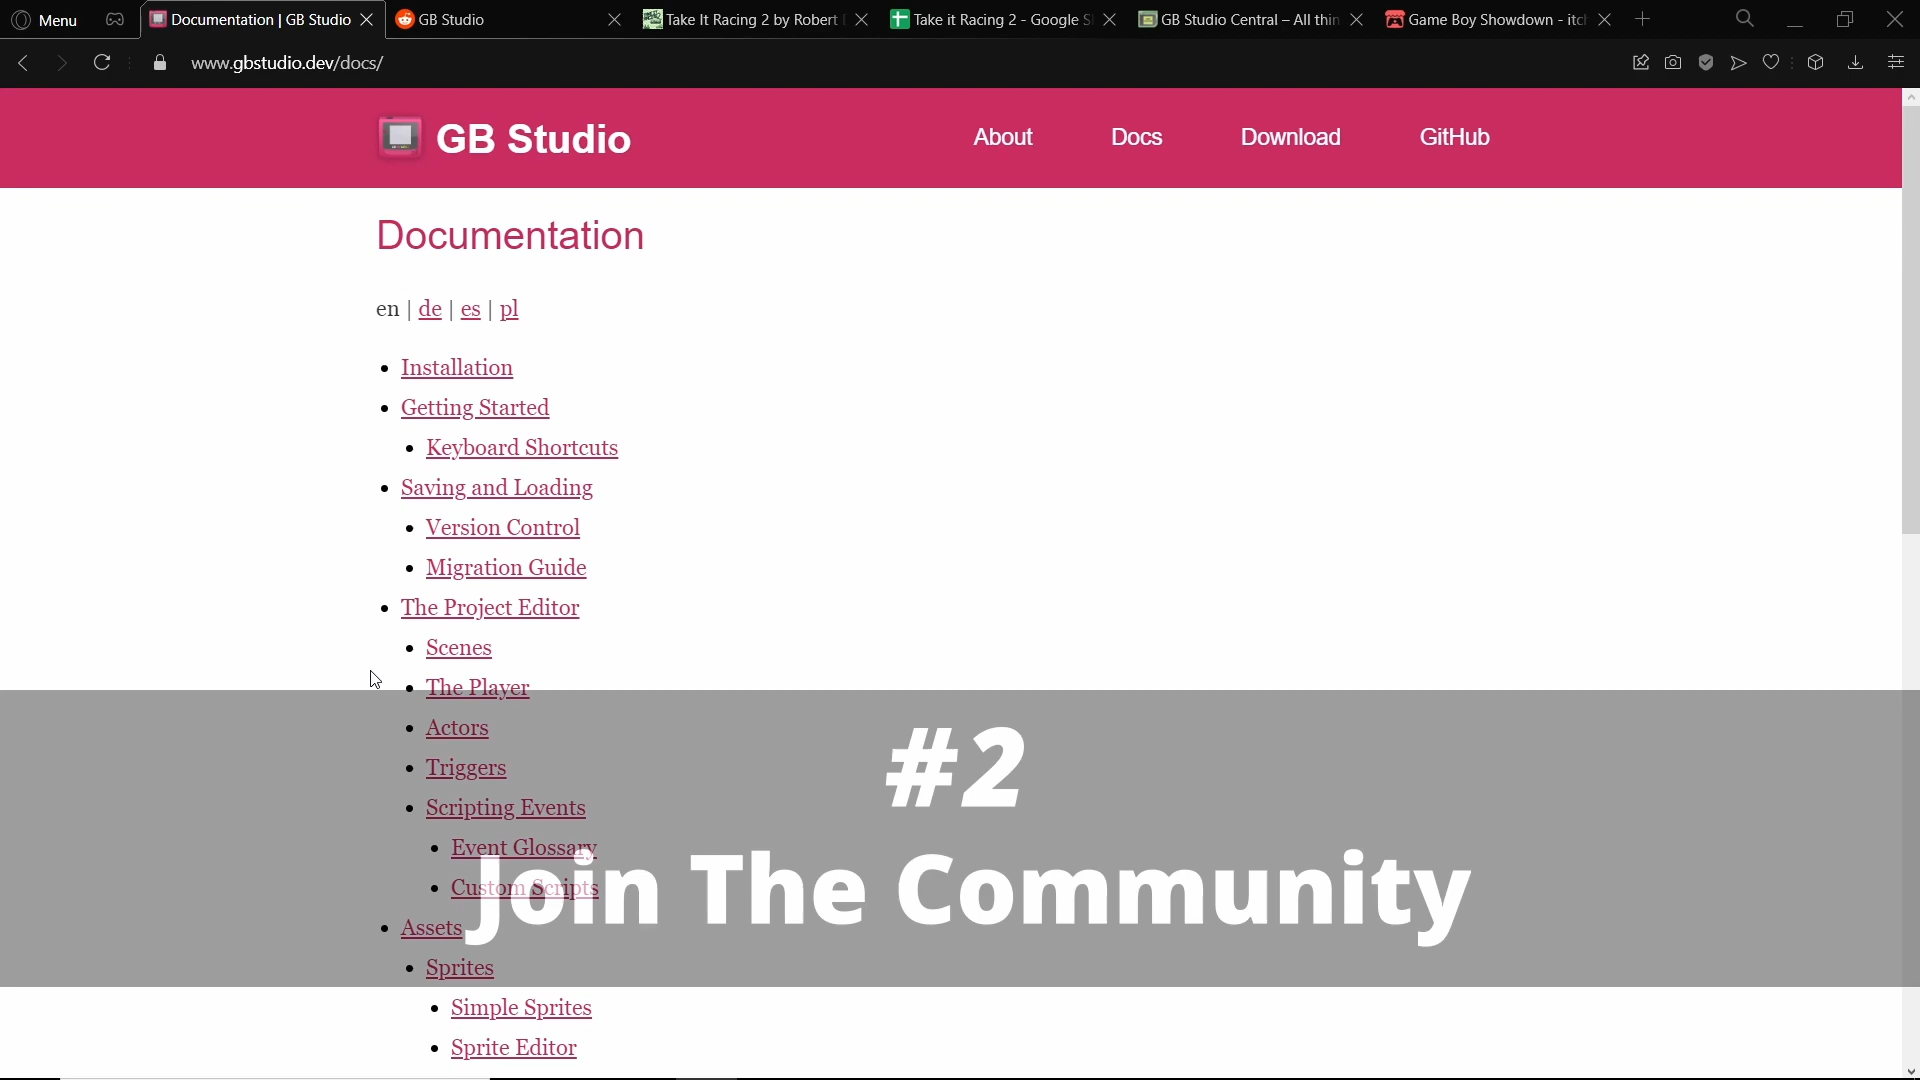 Menu
Documentation | GB Studio
GB Studio
Take It Racing 2 by Robert
Take it Racing 2 - Google S
GB Studio Central – All thin
Game Boy Showdown - itc
www.gbstudio.dev/docs/
GB Studio
About
Docs
Download
GitHub
Documentation
en | de | es | pl
Installation
Getting Started
Keyboard Shortcuts
Saving and Loading
Version Control
Migration Guide
The Project Editor
Scenes
The Player
Actors
Triggers
Scripting Events
Event Glossary
Custom Scripts
Assets
Sprites
Simple Sprites
Sprite Editor
#2
Join The Community